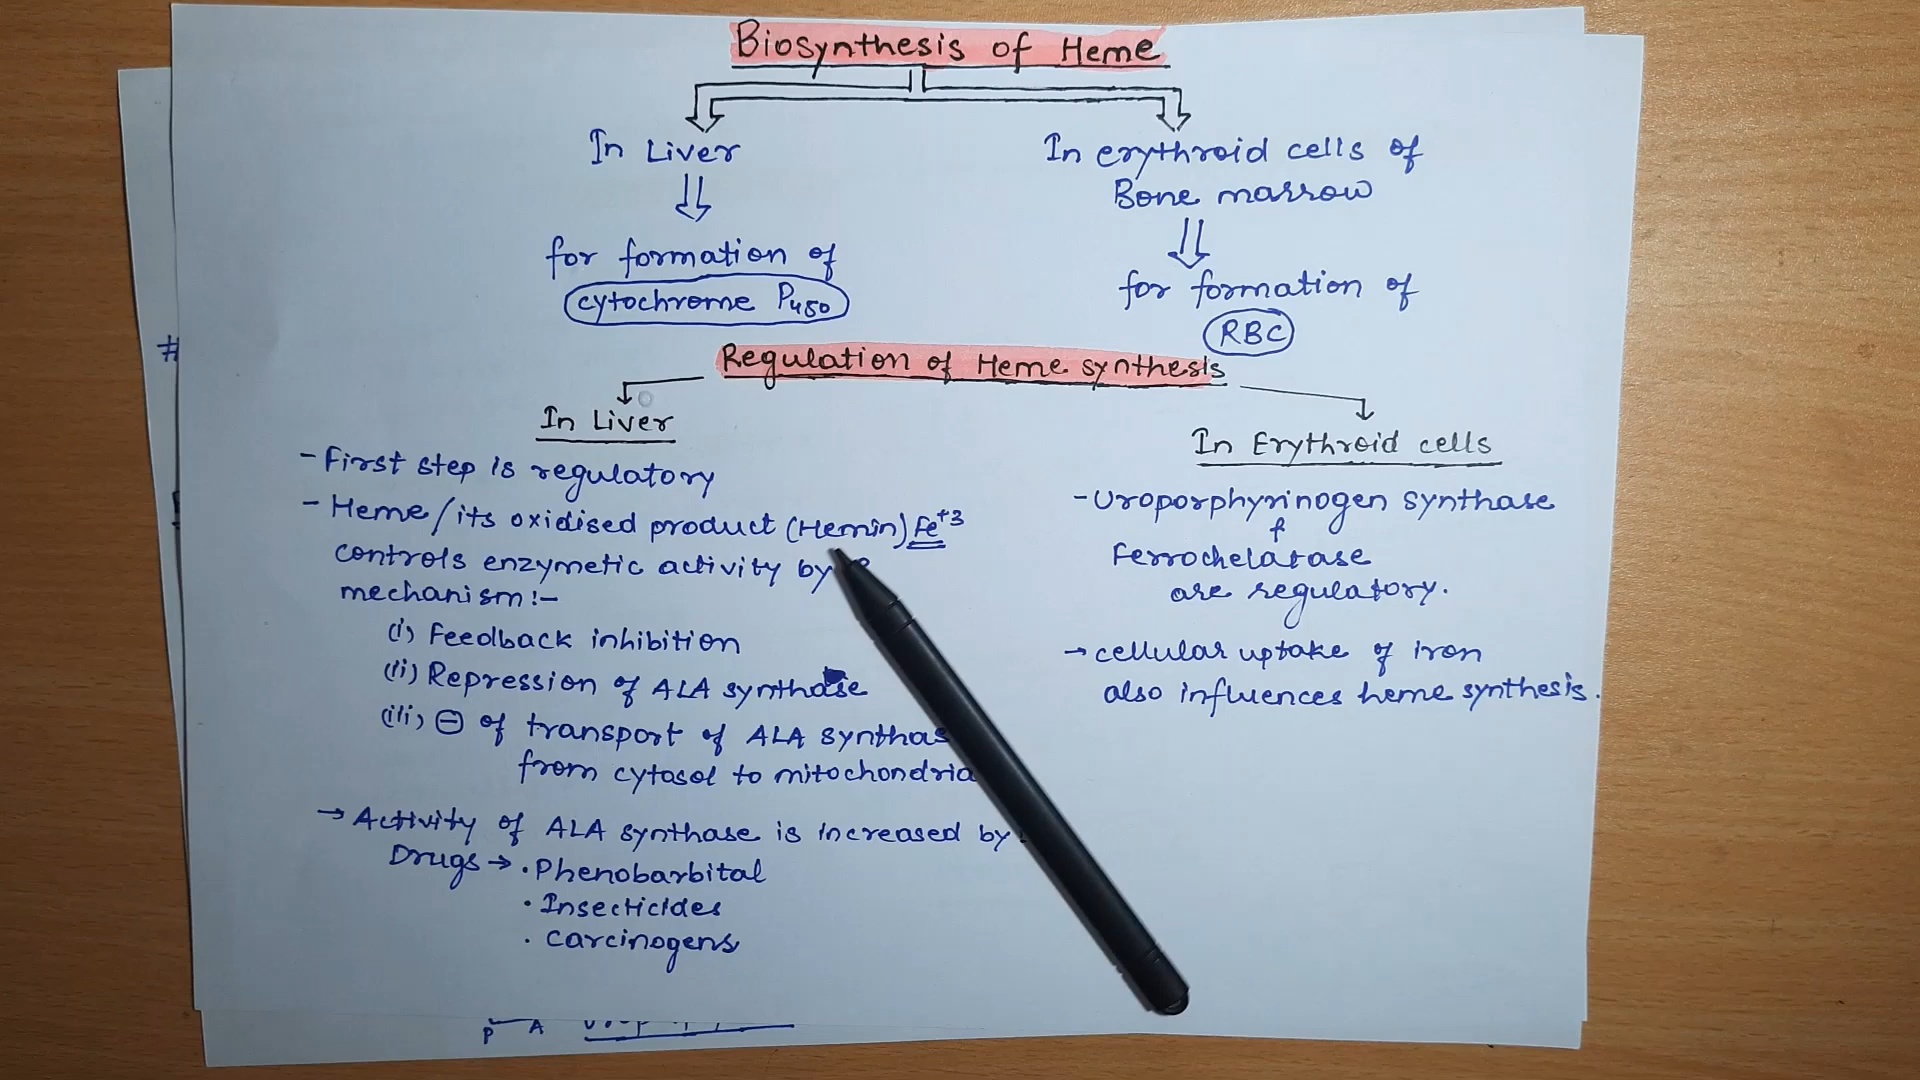 Biosynthesis of Heme
In Liver
for formation of
cytochrome P450
In erythroid cells of
Bone marrow
for formation of
RBC
Regulation of Heme synthesis
In Liver
- First step is regulatory
- Heme/its oxidised product (Hemin) Fe+3
controls enzymetic activity by
mechanism:-
(i) Feedback inhibition
(ii) Repression of ALA synthase
(iii) ⊖ of transport of ALA synthas
from cytosol to mitochondria
→ Activity of ALA synthase is increased by
Drugs → • Phenobarbital
• Insecticides
• carcinogens
In Erythroid cells
- Uroporphyrinogen synthase
f
Ferrochelatase
are regulatory.
→ cellular uptake of iron
also influences heme synthesis.
#
P A